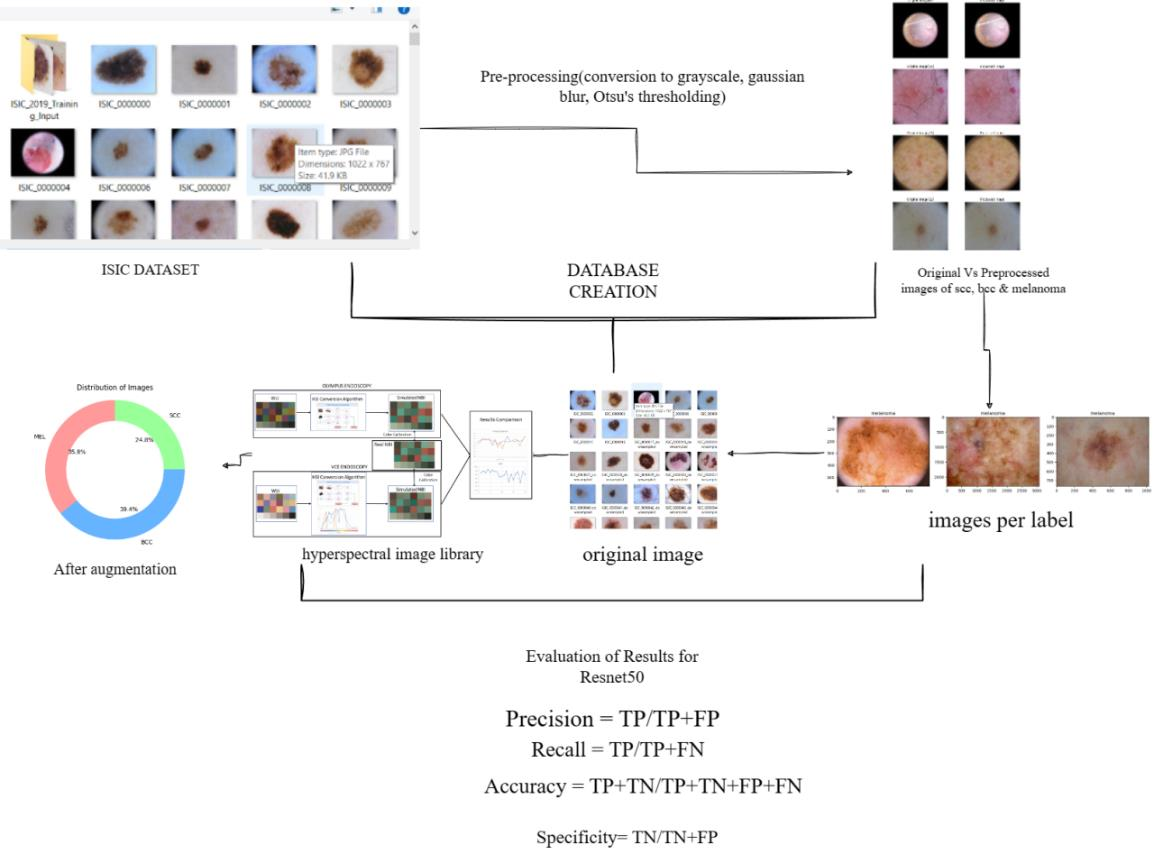 ISIC_2019_Trainin
g_Input
ISIC_0000000
ISIC_0000001
ISIC_0000002
ISIC_0000003
ISIC_0000004
ISIC_0000006
ISIC_0000007
ISIC_0000008
ISIC_0000009
Item type: JPG File
Dimensions: 1022 x 767
Size: 41.9 KB
Pre-processing(conversion to grayscale, gaussian
blur, Otsu's thresholding)
ISIC DATASET
DATABASE
CREATION
Original Vs Preprocessed
images of scc, bcc & melanoma
Distribution of Images
SCC
24.8%
MEL
35.8%
39.4%
BCC
After augmentation
OLYMPUS ENDOSCOPY
WLI
HSI Conversion Algorithm
Simulated NBI
Color Calibration
Real NBI
Color
Calibration
VCE ENDOSCOPY
WLI
HSI Conversion Algorithm
Simulated NBI
Results Comparison
hyperspectral image library
original image
melanoma
melanoma
melanoma
images per label
Evaluation of Results for
Resnet50
Precision = TP/TP+FP
Recall = TP/TP+FN
Accuracy = TP+TN/TP+TN+FP+FN
Specificity= TN/TN+FP